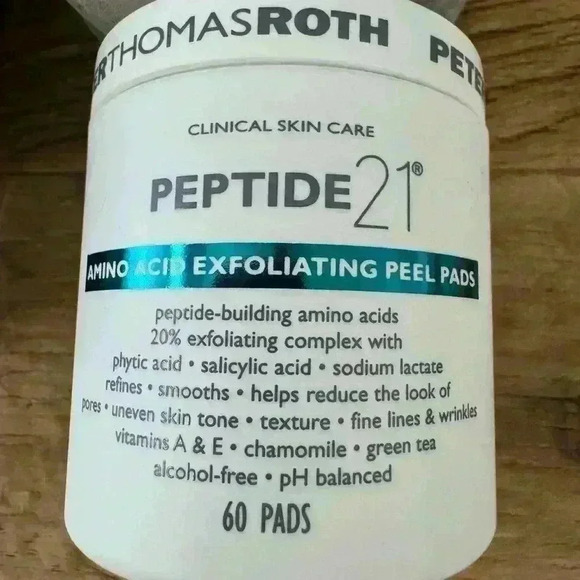 ERTHOMASROTH PETE
CLINICAL SKIN CARE
PEPTIDE 21®
AMINO ACID EXFOLIATING PEEL PADS
peptide-building amino acids
20% exfoliating complex with
phytic acid • salicylic acid • sodium lactate
refines • smooths • helps reduce the look of
pores • uneven skin tone • texture • fine lines & wrinkles
vitamins A & E • chamomile • green tea
alcohol-free • pH balanced
60 PADS